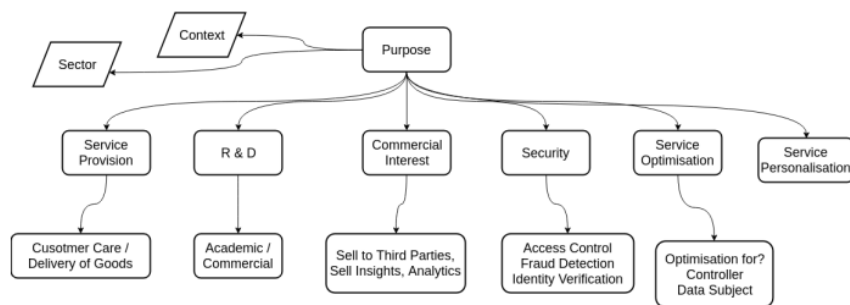 Context
Sector
Purpose
Service
Provision
R & D
Commercial
Interest
Security
Service
Optimisation
Service
Personalisation
Cusotmer Care /
Delivery of Goods
Academic /
Commercial
Sell to Third Parties,
Sell Insights, Analytics
Access Control
Fraud Detection
Identity Verification
Optimisation for?
Controller
Data Subject